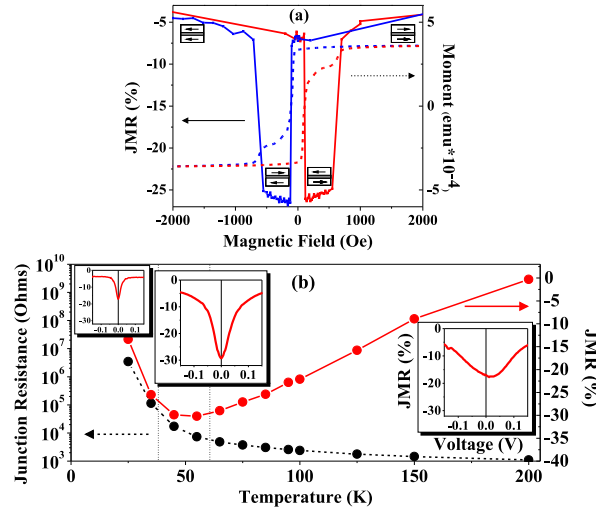 (a)
JMR (%)
-5
-10
-15
-20
-25
5
0
-5
Moment (emu*10-4)
-2000 -1000 0 1000 2000
Magnetic Field (Oe)
(b)
Junction Resistance (Ohms)
10^10
10^9
10^8
10^7
10^6
10^5
10^4
10^3
0
-10
-20
-30
-0.1 0.0 0.1
0
-10
-20
-30
-0.1 0.0 0.1
JMR (%)
0
-10
-20
-30
-0.1 0.0 0.1
Voltage (V)
0
-5
-10
-15
-20
-25
-30
-35
-40
JMR (%)
0 50 100 150 200
Temperature (K)